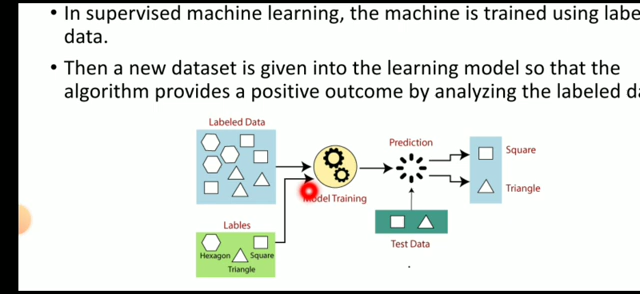 • In supervised machine learning, the machine is trained using labe
data.
• Then a new dataset is given into the learning model so that the
algorithm provides a positive outcome by analyzing the labeled da
Labeled Data
Prediction
Square
Triangle
Model Training
Lables
Hexagon Square
Triangle
Test Data